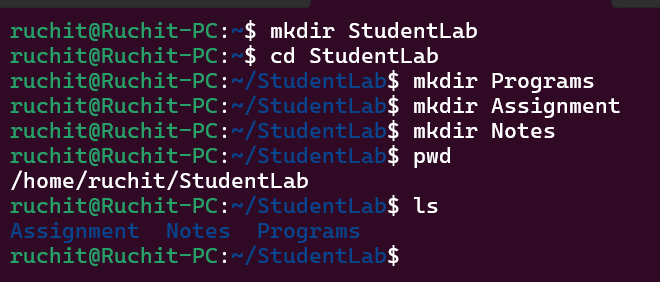 ruchit@Ruchit-PC:~$ mkdir StudentLab
ruchit@Ruchit-PC:~$ cd StudentLab
ruchit@Ruchit-PC:~/StudentLab$ mkdir Programs
ruchit@Ruchit-PC:~/StudentLab$ mkdir Assignment
ruchit@Ruchit-PC:~/StudentLab$ mkdir Notes
ruchit@Ruchit-PC:~/StudentLab$ pwd
/home/ruchit/StudentLab
ruchit@Ruchit-PC:~/StudentLab$ ls
Assignment  Notes  Programs
ruchit@Ruchit-PC:~/StudentLab$